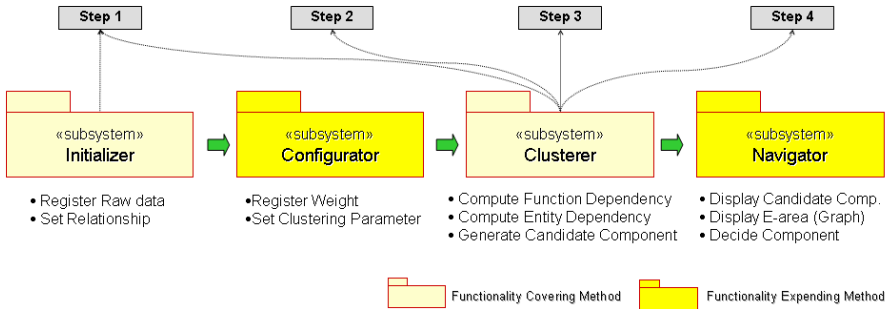 Step 1
Step 2
Step 3
Step 4
«subsystem»
Initializer
«subsystem»
Configurator
«subsystem»
Clusterer
«subsystem»
Navigator
• Register Raw data
• Set Relationship
• Register Weight
• Set Clustering Parameter
• Compute Function Dependency
• Compute Entity Dependency
• Generate Candidate Component
• Display Candidate Comp.
• Display E-area (Graph)
• Decide Component
Functionality Covering Method
Functionality Expending Method